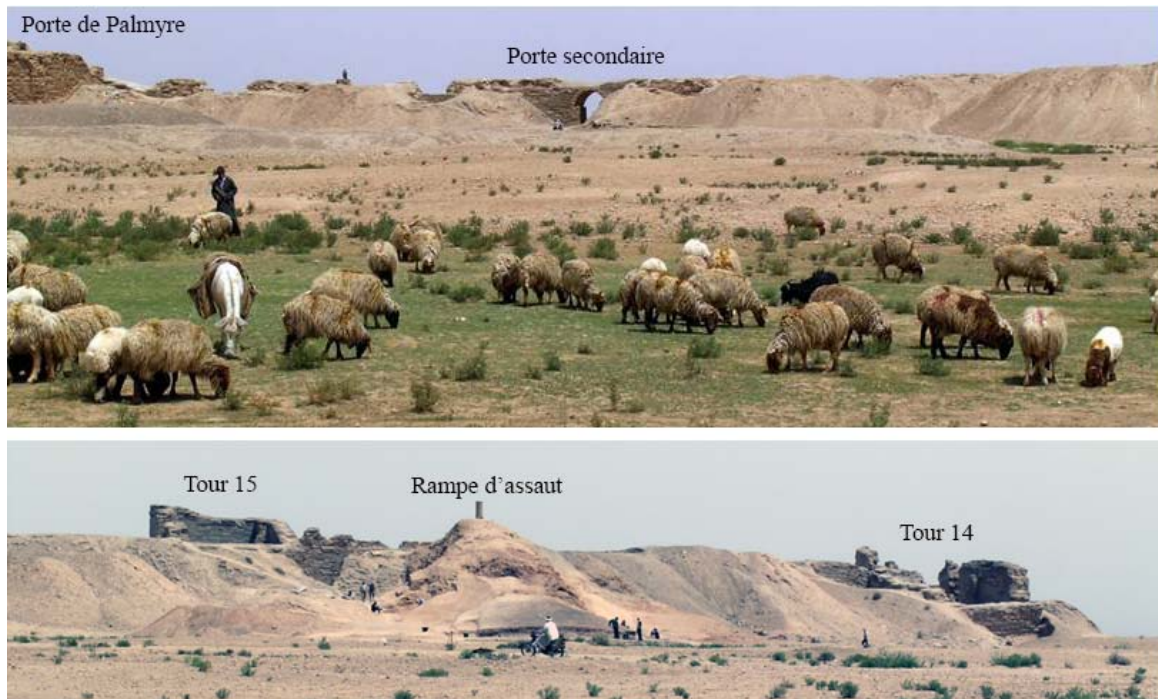 Porte de Palmyre
Porte secondaire
Tour 15
Rampe d’assaut
Tour 14